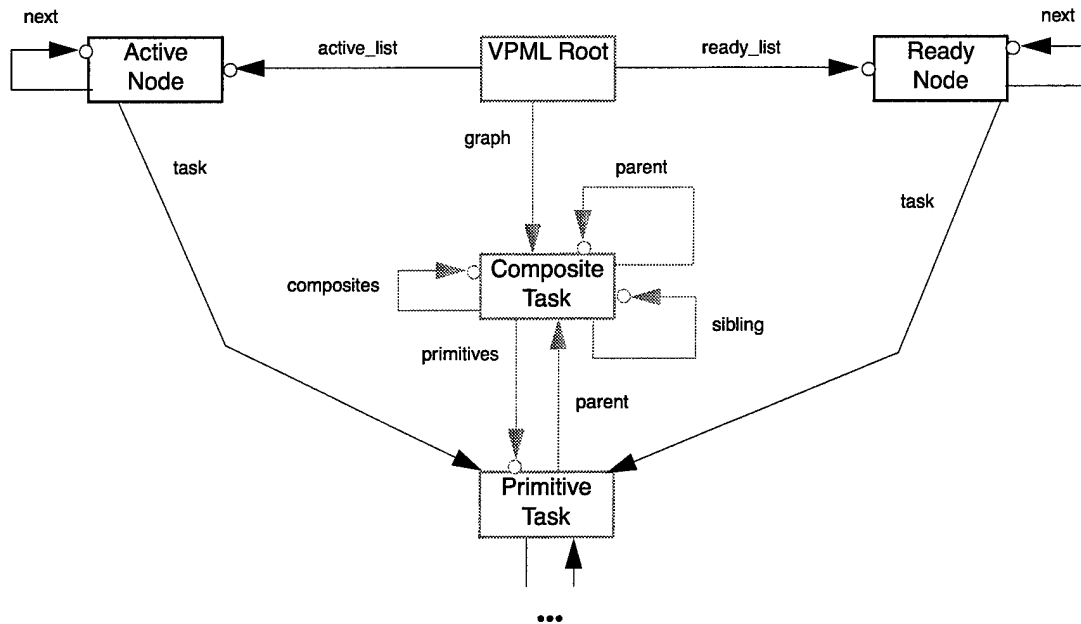 next
next
Active
Node
active_list
VPML Root
ready_list
Ready
Node
graph
task
parent
task
composites
Composite
Task
sibling
primitives
parent
Primitive
Task
...